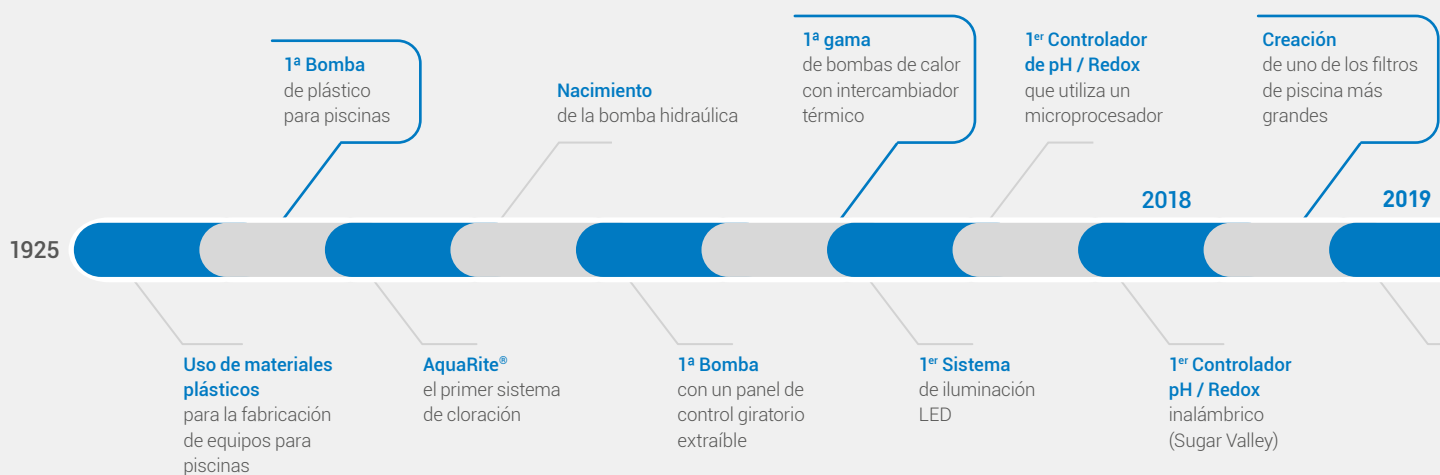 1ª Bomba
de plástico
para piscinas
Nacimiento
de la bomba hidraúlica
1ª gama
de bombas de calor
con intercambiador
térmico
1er Controlador
de pH / Redox
que utiliza un
microprocesador
Creación
de uno de los filtros
de piscina más
grandes
2018
2019
1925
Uso de materiales
plásticos
para la fabricación
de equipos para
piscinas
AquaRite®
el primer sistema
de cloración
1ª Bomba
con un panel de
control giratorio
extraíble
1er Sistema
de iluminación
LED
1er Controlador
pH / Redox
inalámbrico
(Sugar Valley)